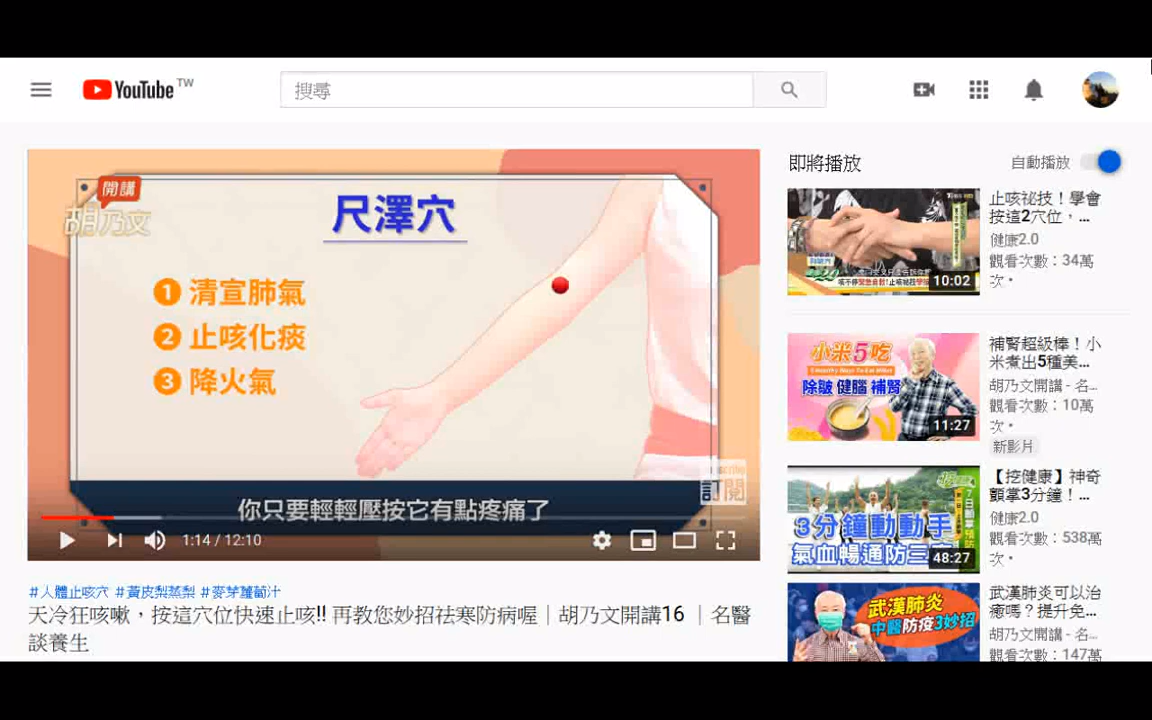 YouTube TW
搜尋
開講
胡乃文
尺澤穴
1 清宣肺氣
2 止咳化痰
3 降火氣
訂閱
你只要輕輕壓按它有點疼痛了
1:14 / 12:10
#人體止咳穴 #黃皮梨蒸梨 #麥芽蘿蔔汁
天冷狂咳嗽，按這穴位快速止咳!! 再教您妙招祛寒防病喔｜胡乃文開講16 ｜名醫
談養生
即將播放
自動播放
10:02
止咳祕技！學會
按這2穴位，...
健康2.0
觀看次數：34萬
次·
小米5吃
除皺 健腦 補腎
11:27
補腎超級棒！小
米煮出5種美...
胡乃文開講 - 名...
觀看次數：10萬
次·
新影片
3分鐘動動手
氣血暢通防三
48:27
【挖健康】神奇
顫掌3分鐘！...
健康2.0
觀看次數：538萬
次·
武漢肺炎
中醫防疫3妙招
武漢肺炎可以治
癒嗎？提升免...
胡乃文開講 - 名...
觀看次數：147萬